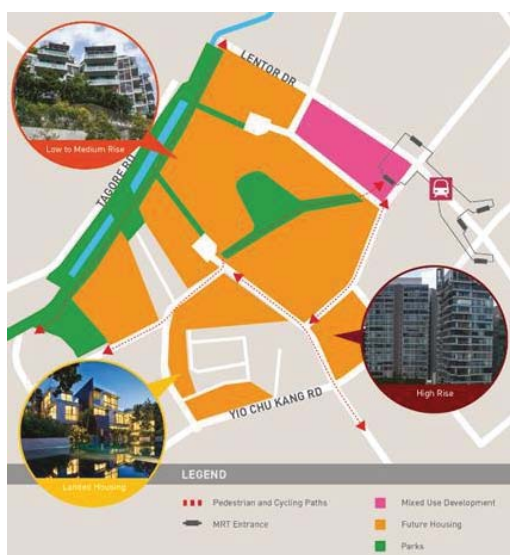 LENTOR DR
Low to Medium Rise
TAGORE RD
High Rise
YIO CHU KANG RD
Landed Housing
LEGEND
Pedestrian and Cycling Paths
Mixed Use Development
MRT Entrance
Future Housing
Parks